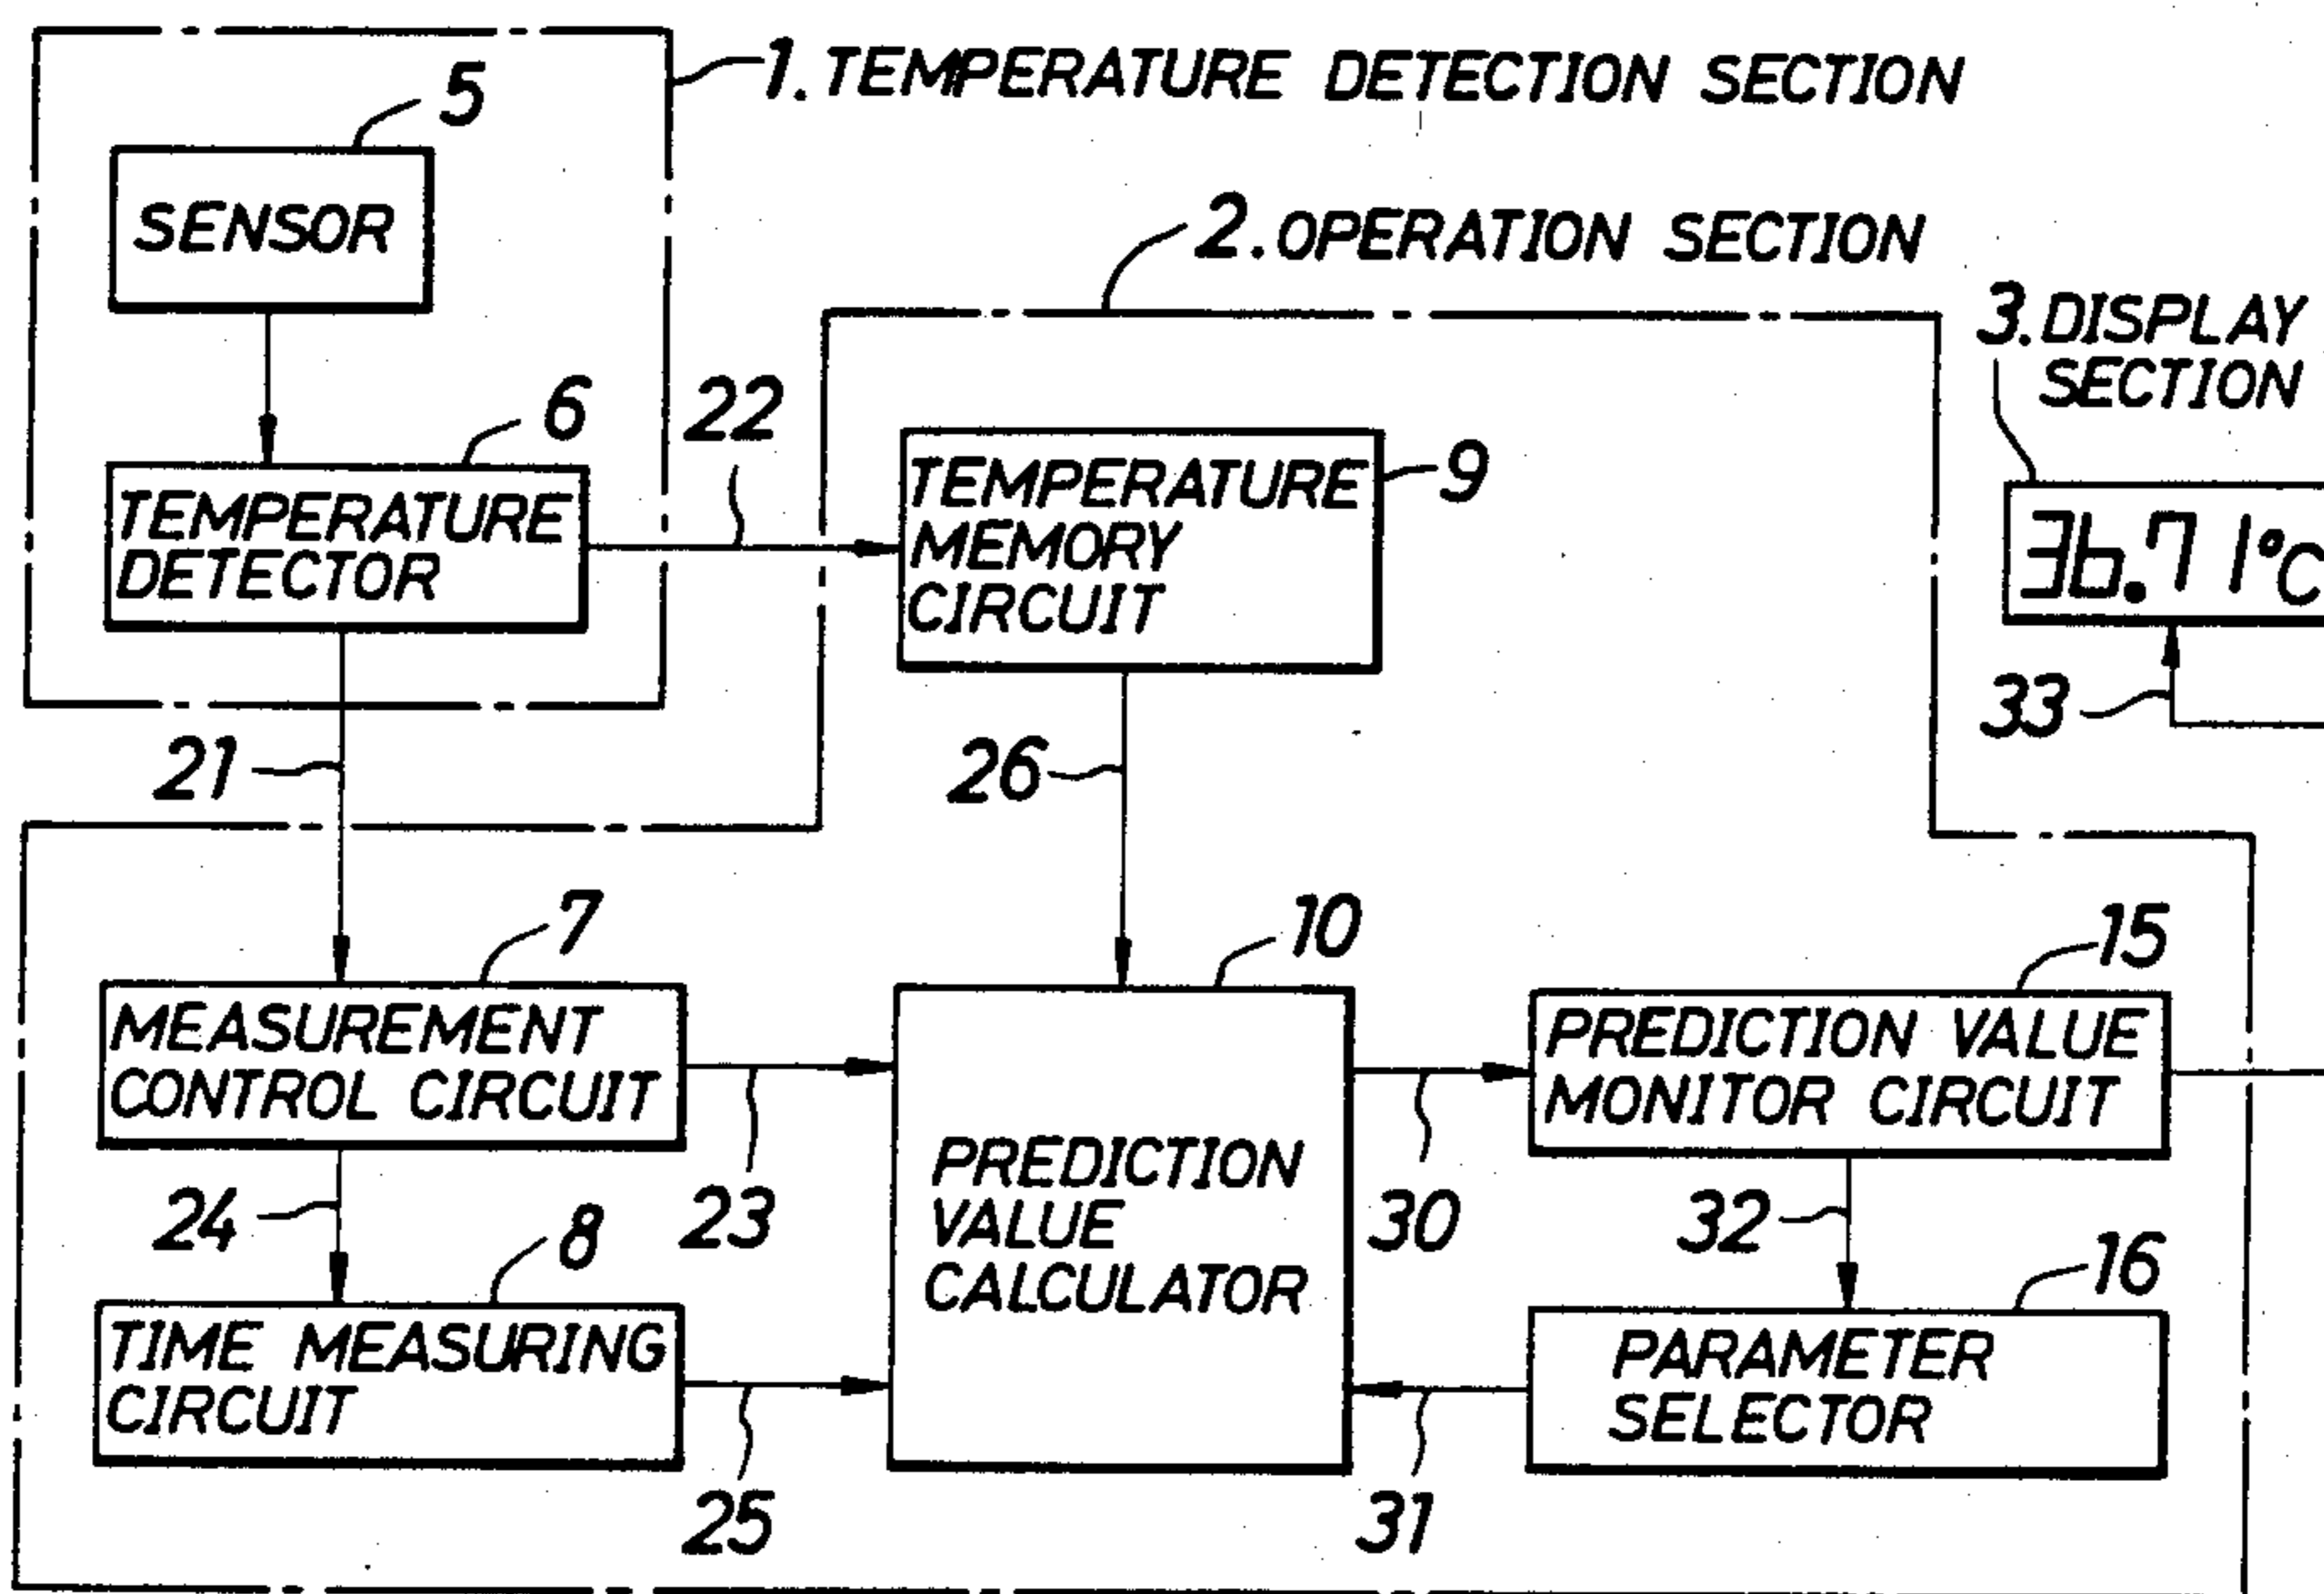 1. TEMPERATURE DETECTION SECTION
5
SENSOR
2. OPERATION SECTION
3. DISPLAY
SECTION
6
22
TEMPERATURE
DETECTOR
TEMPERATURE
MEMORY
CIRCUIT
9
36.71°C
33
21
26
7
10
15
MEASUREMENT
CONTROL CIRCUIT
PREDICTION VALUE
MONITOR CIRCUIT
24
23
PREDICTION
VALUE
CALCULATOR
30
32
8
16
TIME MEASURING
CIRCUIT
PARAMETER
SELECTOR
25
31